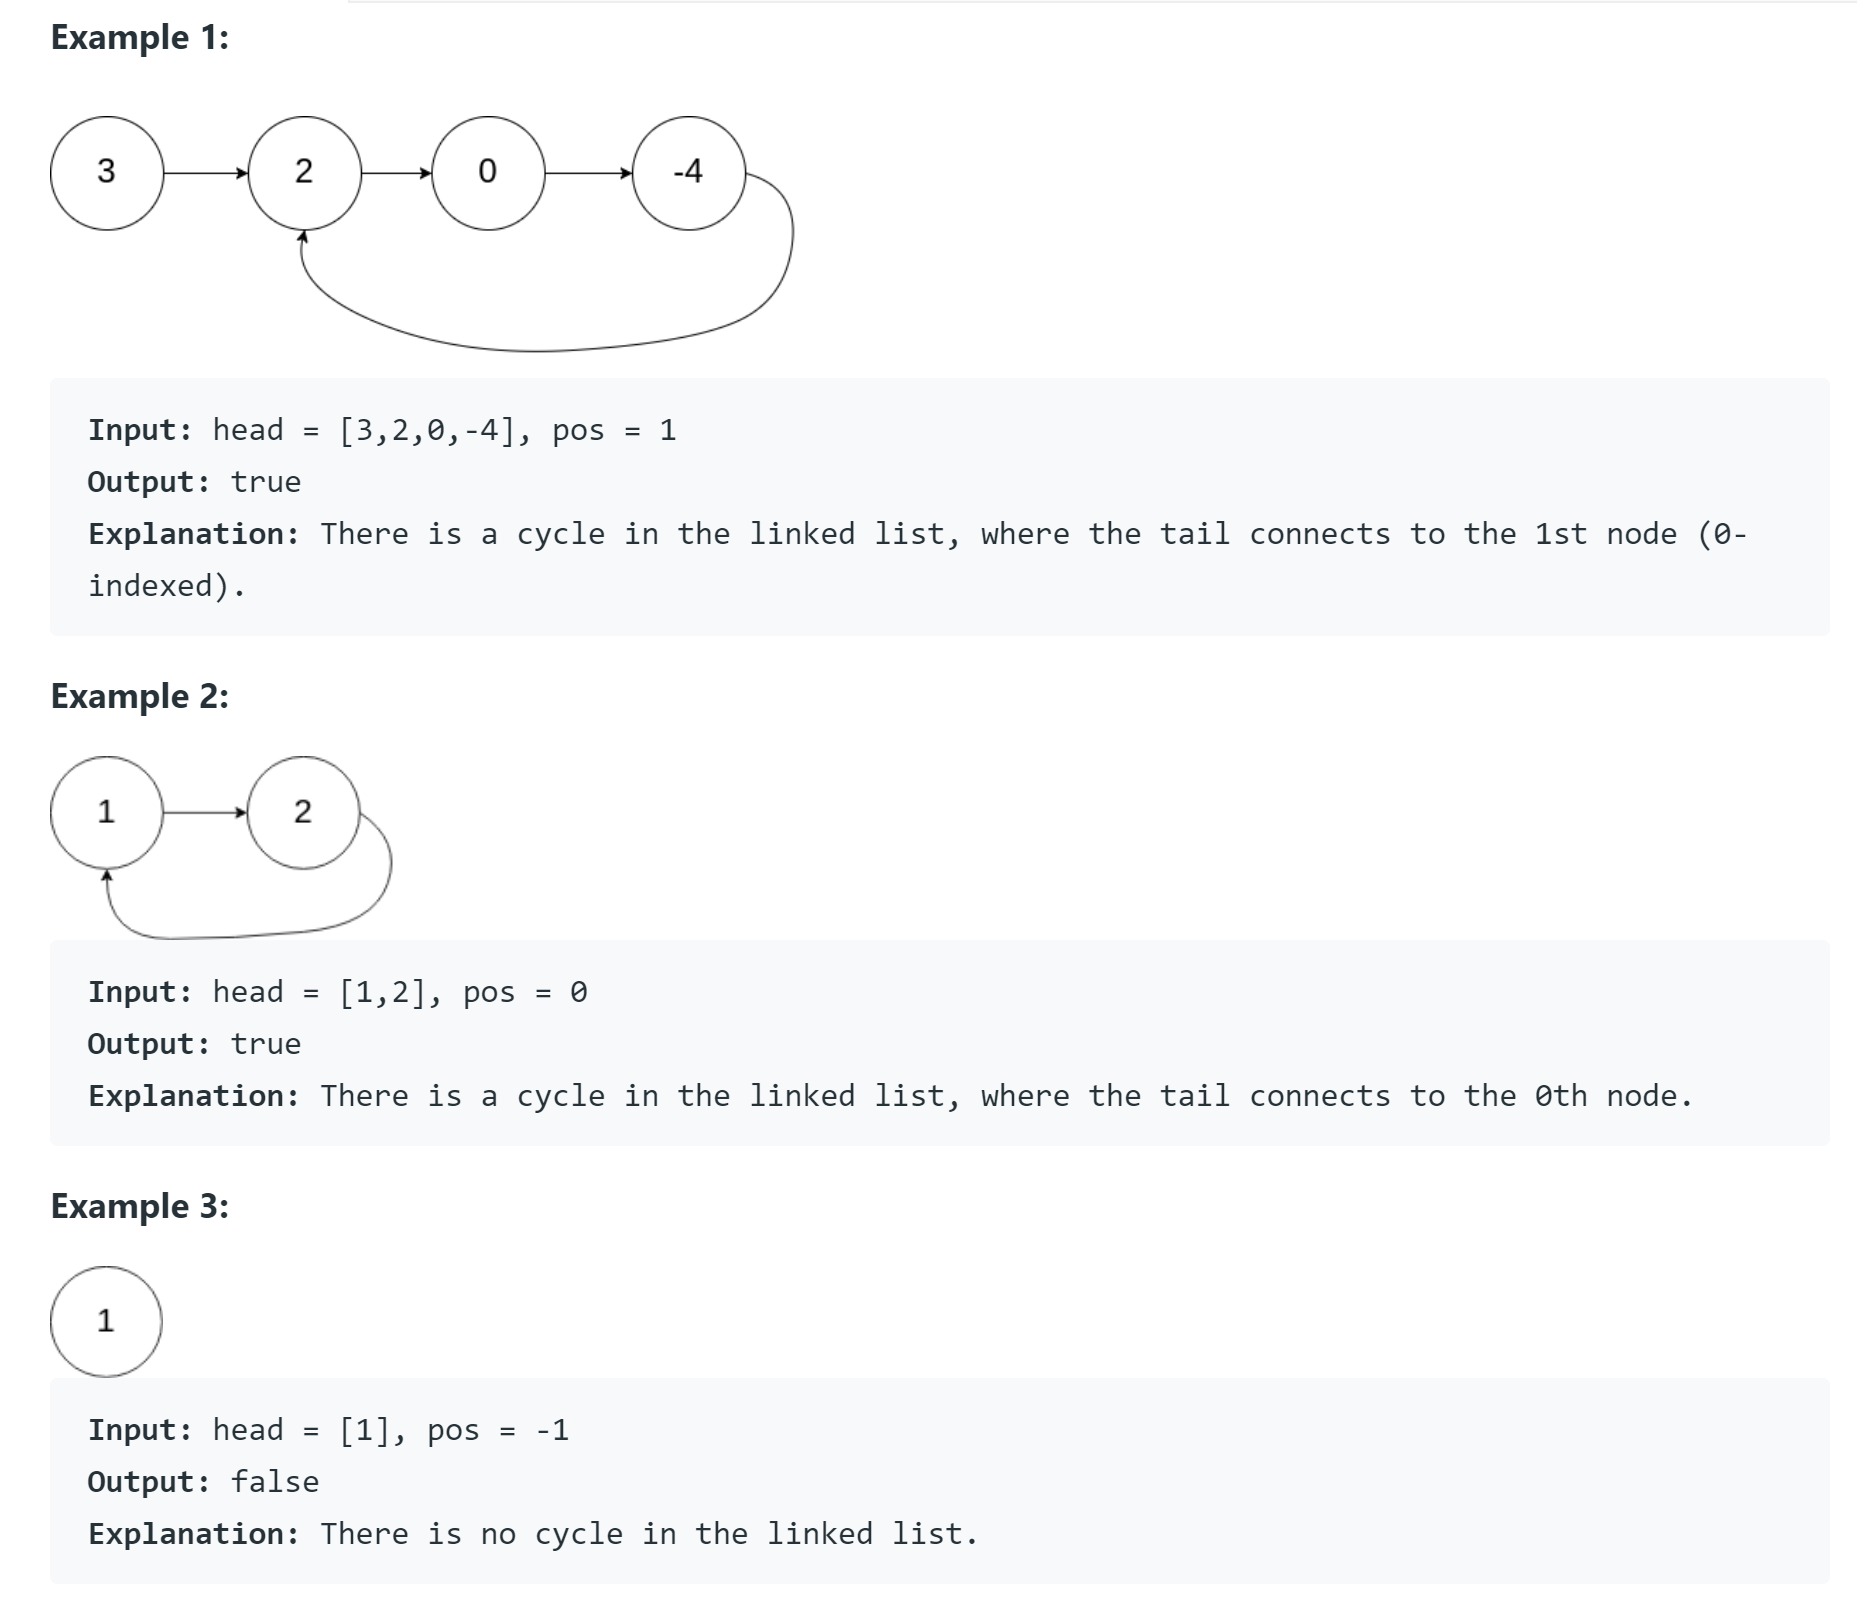 Example 1:
3 2 0 -4
Input: head = [3,2,0,-4], pos = 1
Output: true
Explanation: There is a cycle in the linked list, where the tail connects to the 1st node (0-
indexed).
Example 2:
1 2
Input: head = [1,2], pos = 0
Output: true
Explanation: There is a cycle in the linked list, where the tail connects to the 0th node.
Example 3:
1
Input: head = [1], pos = -1
Output: false
Explanation: There is no cycle in the linked list.